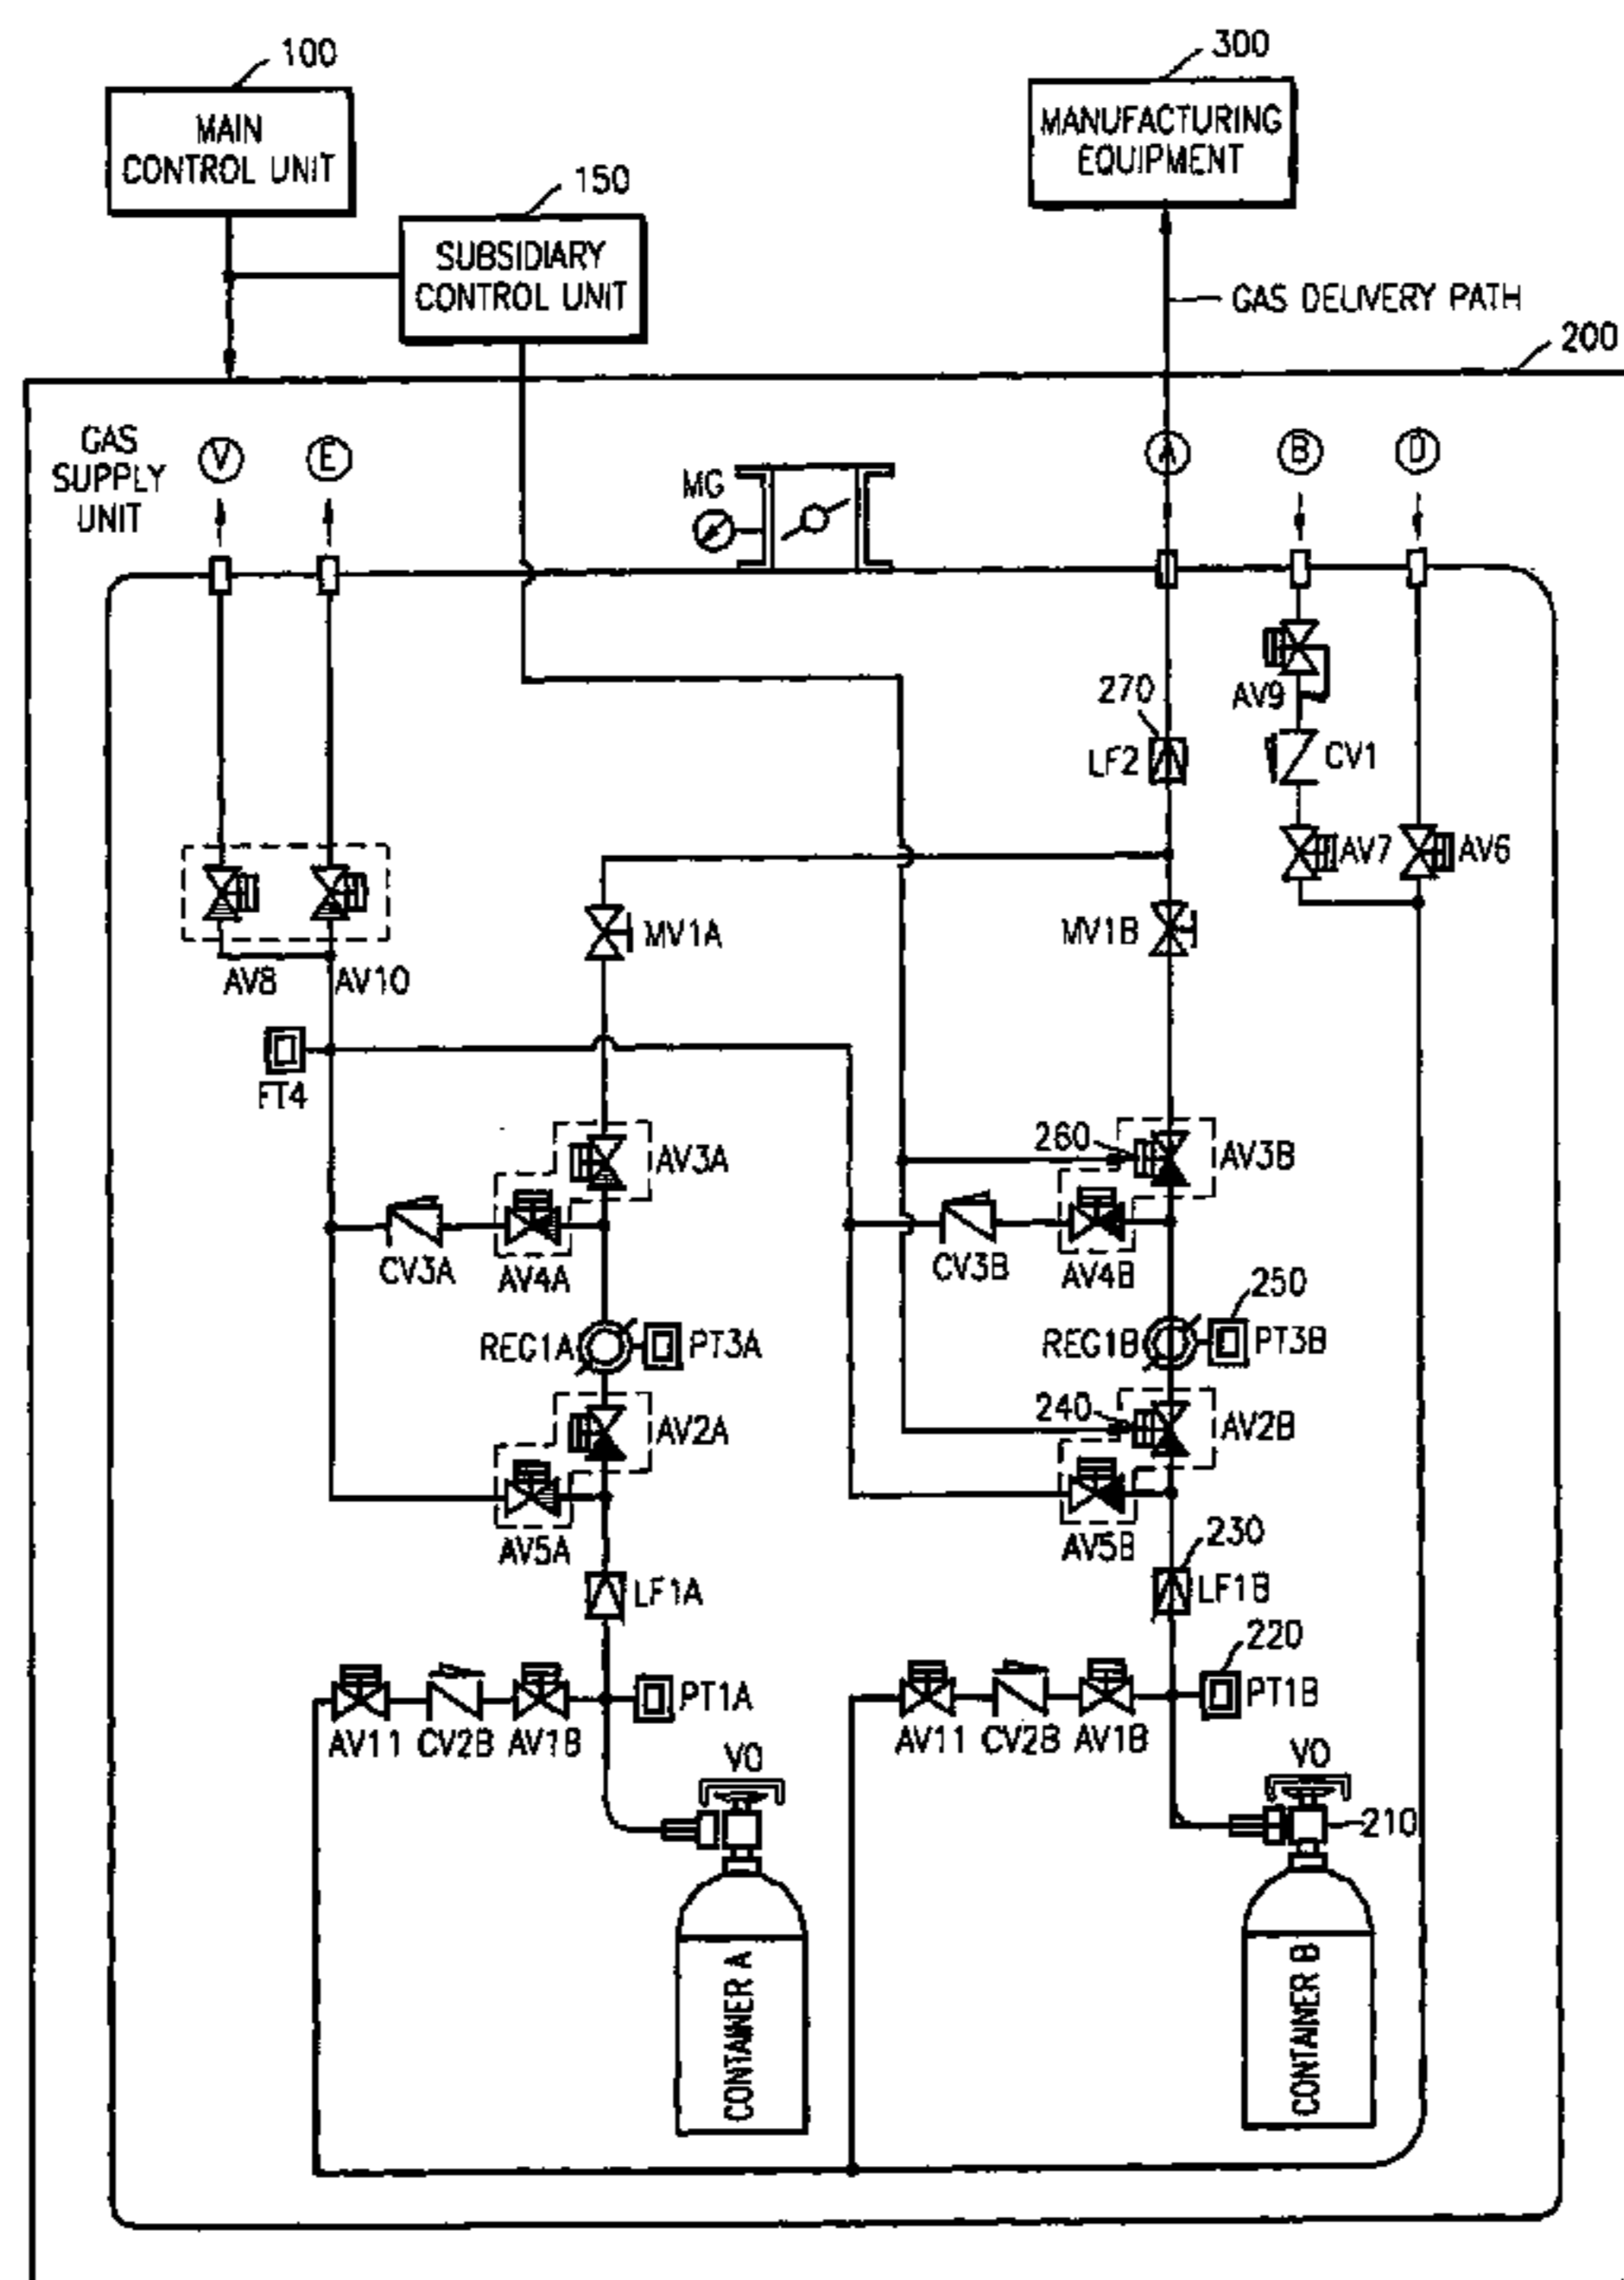 100
MAIN
CONTROL UNIT
300
MANUFACTURING
EQUIPMENT
150
SUBSIDIARY
CONTROL UNIT
GAS DELIVERY PATH
200
GAS
SUPPLY
UNIT
V
E
A
B
D
MG
AV9
270
LF2
CV1
AV7
AV6
MV1A
MV1B
AV8
AV10
FT4
AV3A
260
AV3B
CV3A
AV4A
CV3B
AV4B
250
REG1A
PT3A
REG1B
PT3B
240
AV2A
AV2B
AV5A
AV5B
230
LF1A
LF1B
220
PT1A
PT1B
AV11
CV2B
AV1B
AV11
CV2B
AV1B
VO
VO
210
CONTAINER A
CONTAINER B